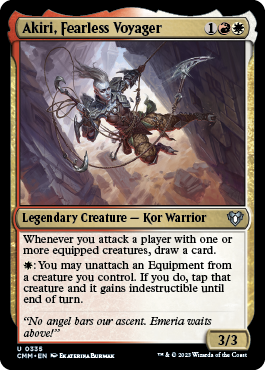 Akiri, Fearless Voyager 1
Legendary Creature — Kor Warrior
Whenever you attack a player with one or
more equipped creatures, draw a card.
: You may unattach an Equipment from
a creature you control. If you do, tap that
creature and it gains indestructible until
end of turn.
“No angel bars our ascent. Emeria waits
above!”
3/3
U 0335
CMM • EN Ekaterina Burmak
™ & © 2023 Wizards of the Coast